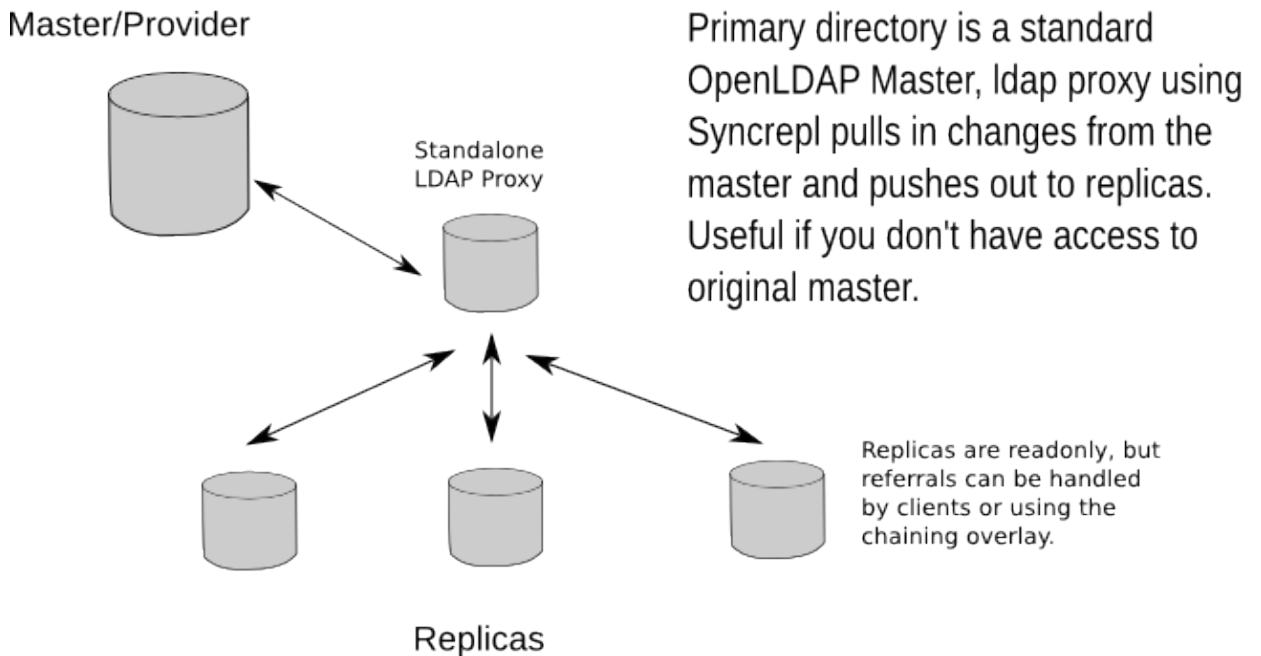 Master/Provider
Primary directory is a standard
OpenLDAP Master, ldap proxy using
Syncrepl pulls in changes from the
master and pushes out to replicas.
Useful if you don't have access to
original master.
Standalone
LDAP Proxy
Replicas are readonly, but
referrals can be handled
by clients or using the
chaining overlay.
Replicas